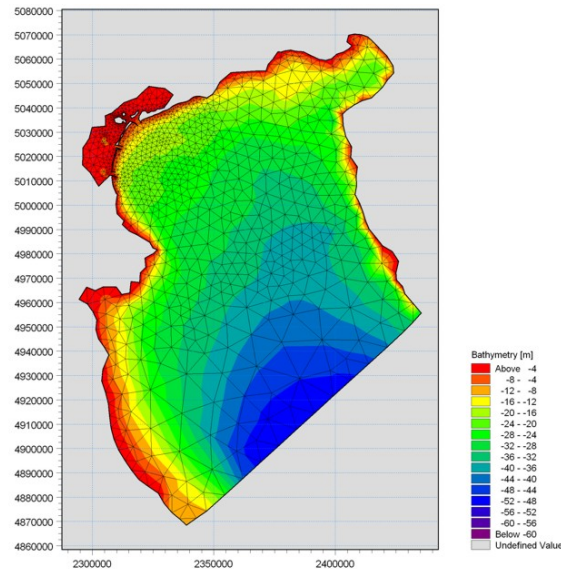 5080000
5070000
5060000
5050000
5040000
5030000
5020000
5010000
5000000
4990000
4980000
4970000
4960000
4950000
4940000
4930000
4920000
4910000
4900000
4890000
4880000
4870000
4860000
2300000 2350000 2400000
Bathymetry [m]
Above -4
-8 - -4
-12 - -8
-16 - -12
-20 - -16
-24 - -20
-28 - -24
-32 - -28
-36 - -32
-40 - -36
-44 - -40
-48 - -44
-52 - -48
-56 - -52
-60 - -56
Below -60
Undefined Value